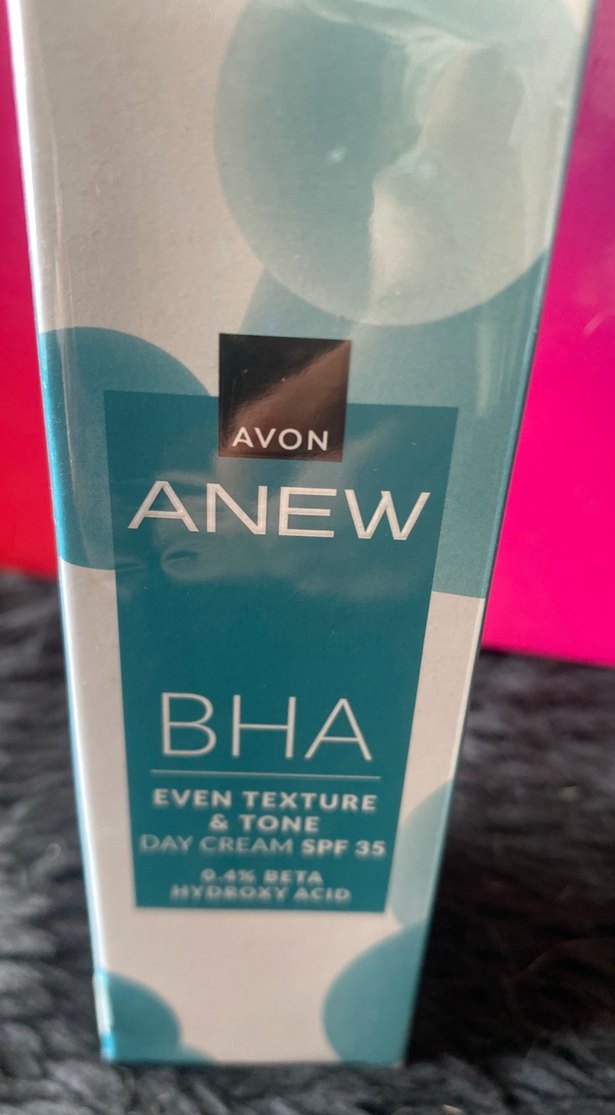 AVON
ANEW
BHA
EVEN TEXTURE
& TONE
DAY CREAM SPF 35
0.4% BETA
HYDROXY ACID